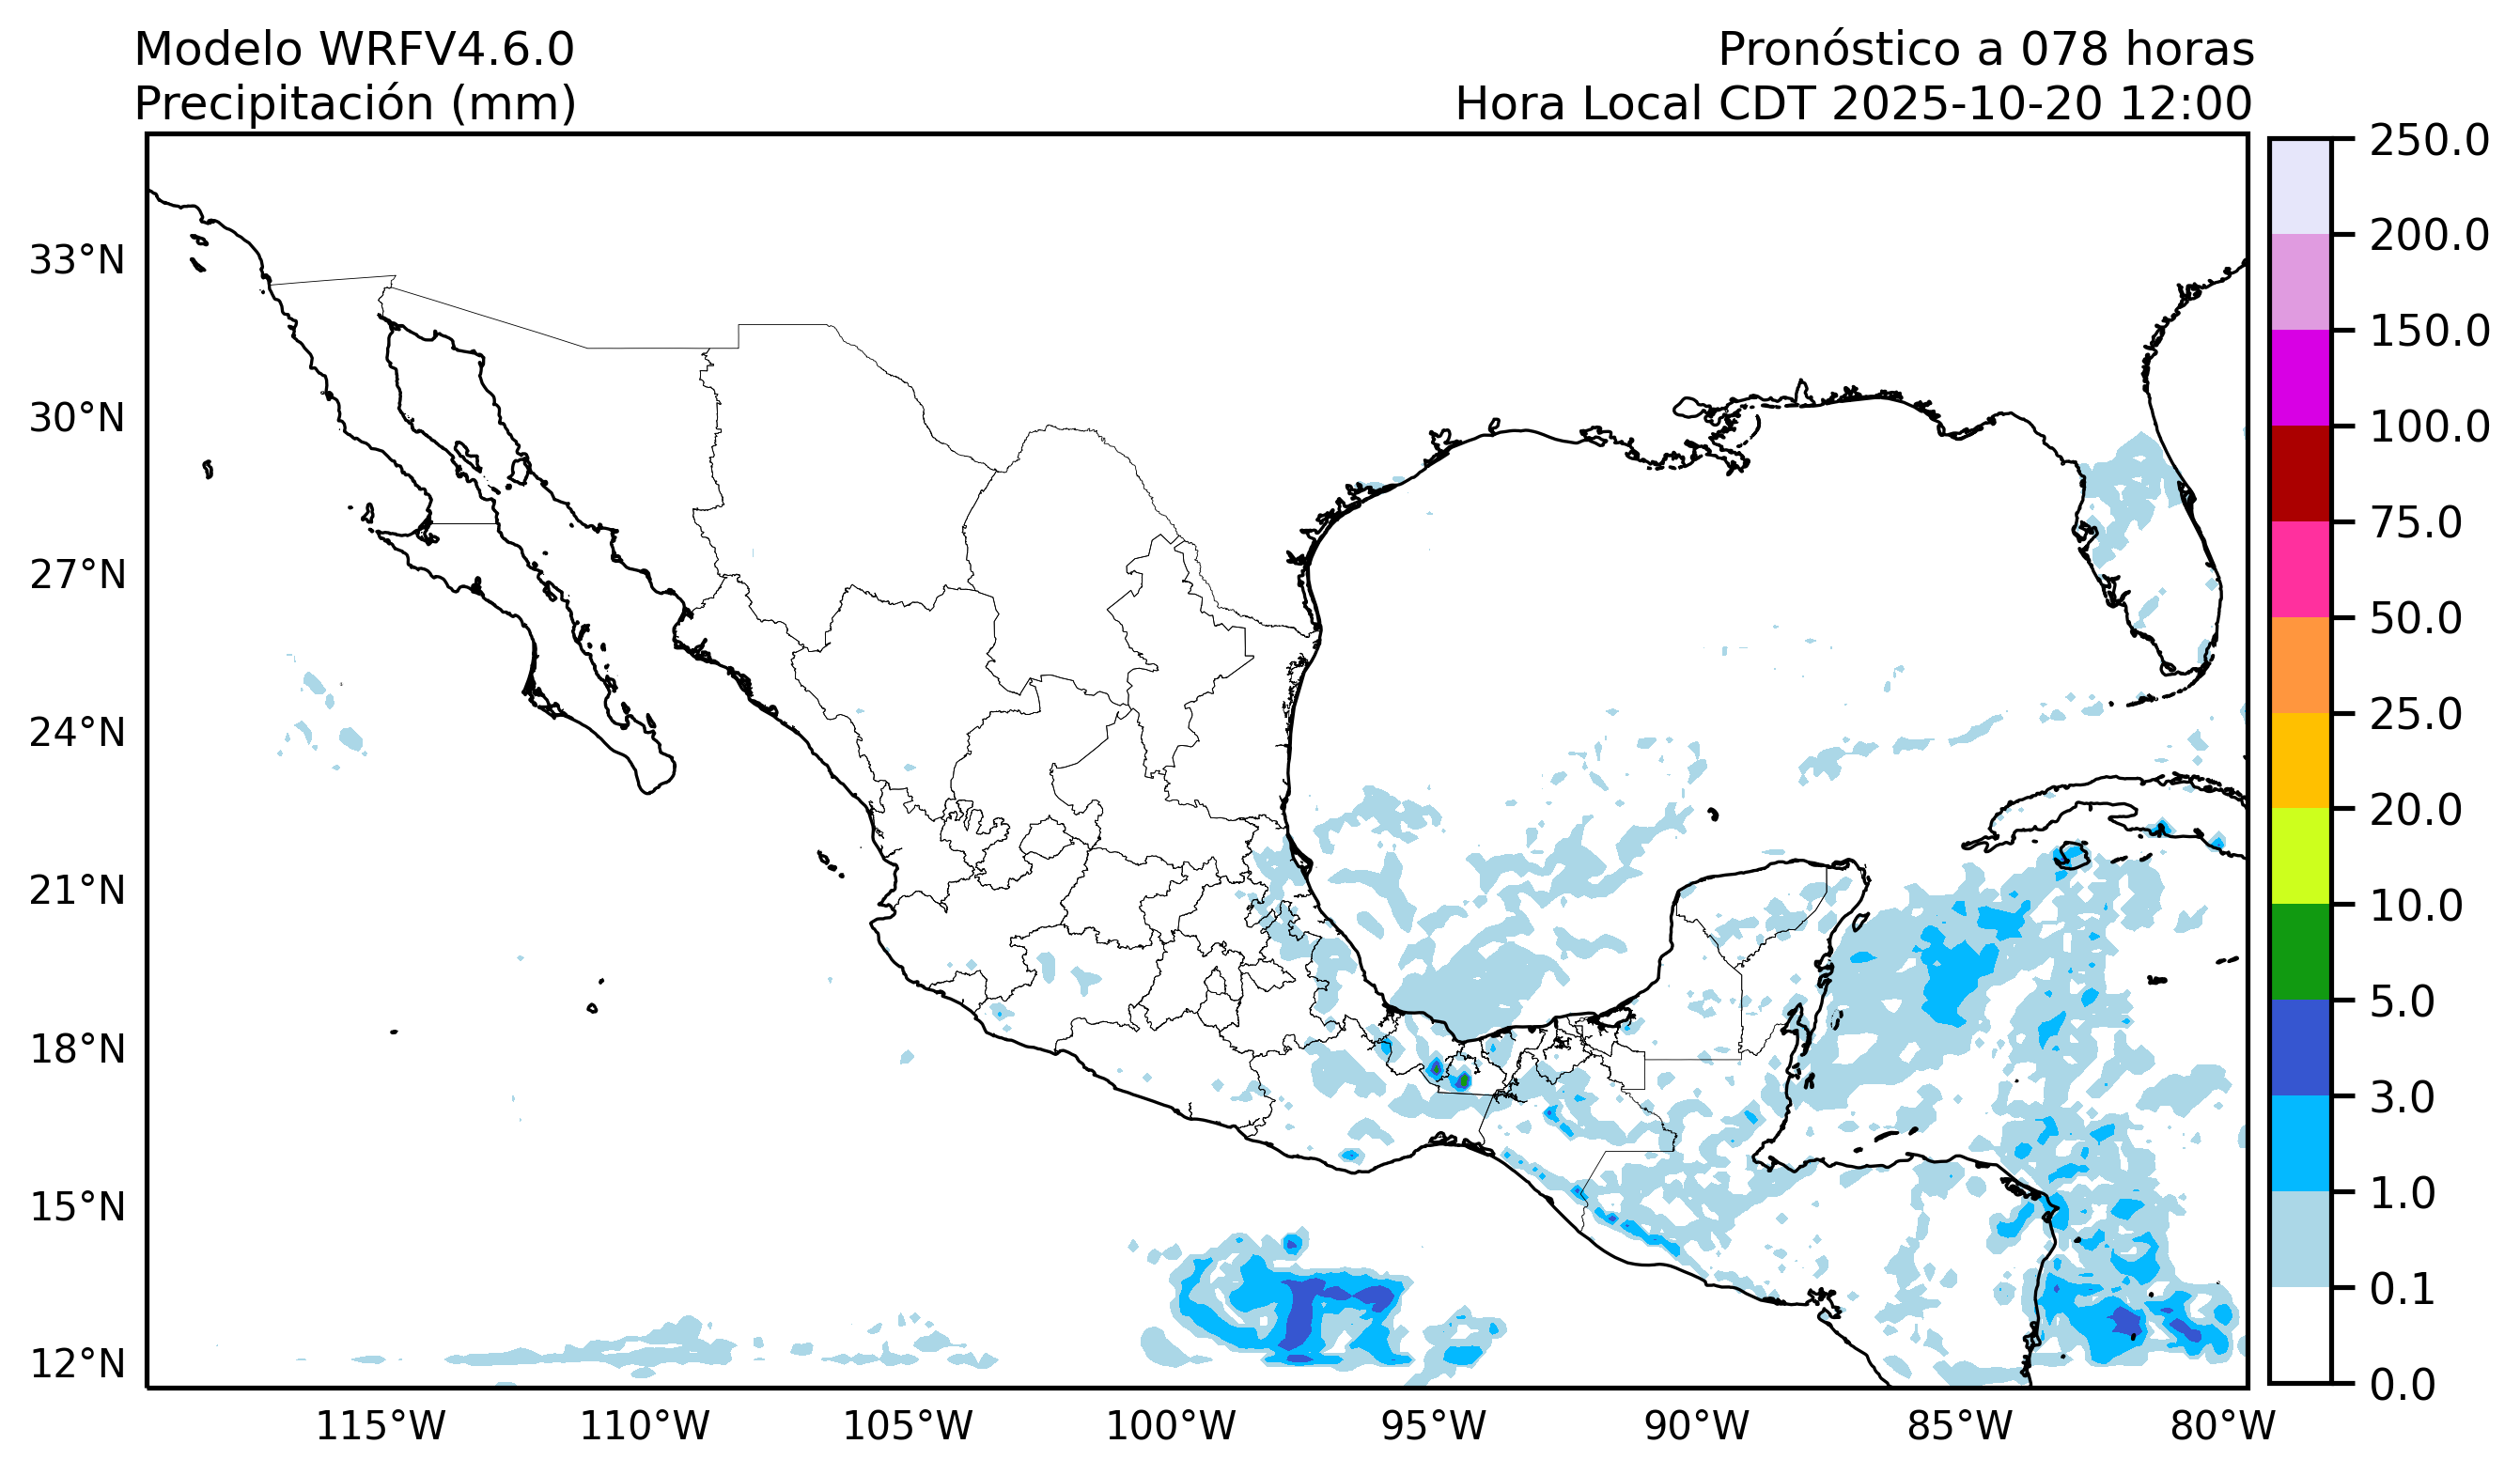 Modelo WRFV4.6.0
Precipitación (mm)
Pronóstico a 078 horas
Hora Local CDT 2025-10-20 12:00
33°N
30°N
27°N
24°N
21°N
18°N
15°N
12°N
115°W
110°W
105°W
100°W
95°W
90°W
85°W
80°W
250.0
200.0
150.0
100.0
75.0
50.0
25.0
20.0
10.0
5.0
3.0
1.0
0.1
0.0